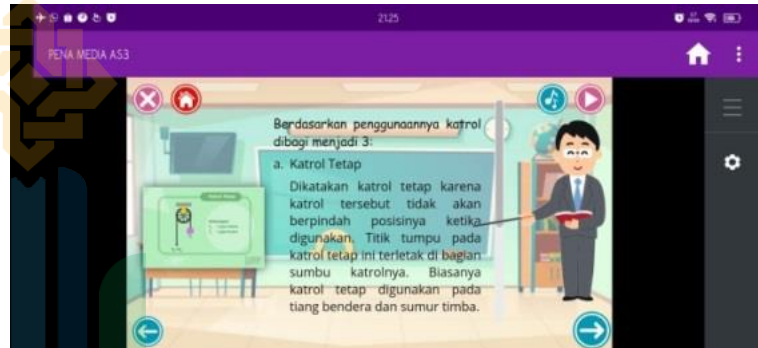 21.25
PENA MEDIA AS3
Berdasarkan penggunaannya katrol
dibagi menjadi 3:
a. Katrol Tetap
Dikatakan katrol tetap karena
katrol tersebut tidak akan
berpindah posisinya ketika
digunakan. Titik tumpu pada
katrol tetap ini terletak di bagian
sumbu katrolnya. Biasanya
katrol tetap digunakan pada
tiang bendera dan sumur timba.